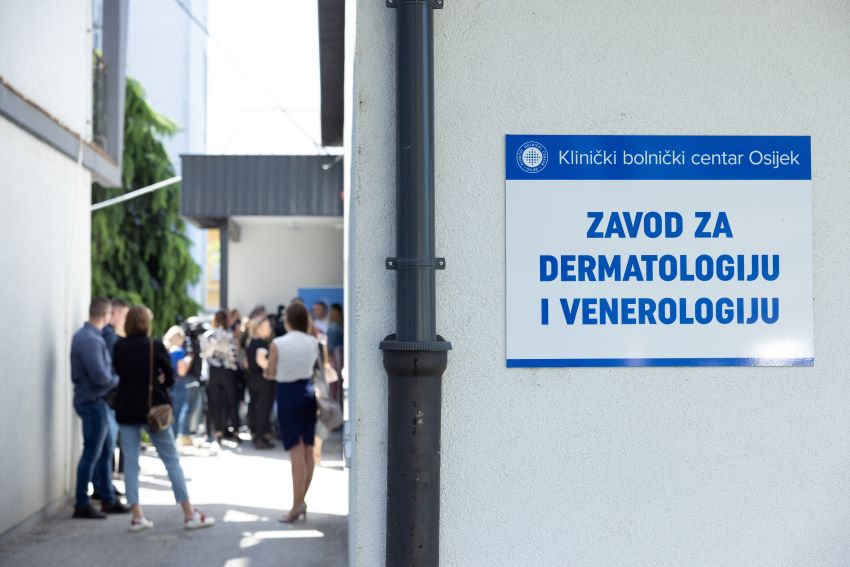 Klinički bolnički centar Osijek
ZAVOD ZA
DERMATOLOGIJU
I VENEROLOGIJU